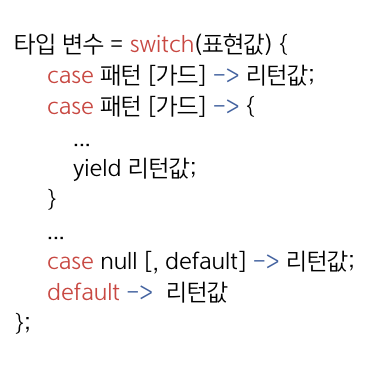 타입 변수 = switch(표현값) {
case 패턴 [가드] -> 리턴값;
case 패턴 [가드] -> {
...
yield 리턴값;
}
...
case null [, default] -> 리턴값;
default -> 리턴값
};